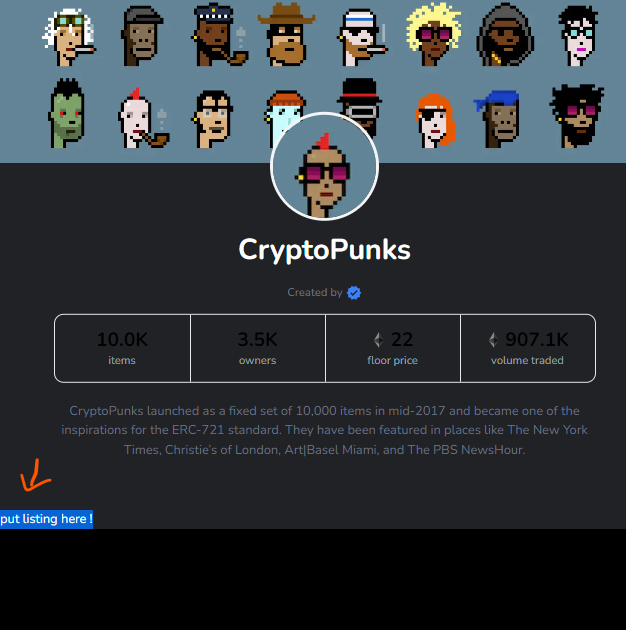 CryptoPunks
Created by
10.0K 3.5K 22 907.1K
items owners floor price volume traded
CryptoPunks launched as a fixed set of 10,000 items in mid-2017 and became one of the
inspirations for the ERC-721 standard. They have been featured in places like The New York
Times, Christie's of London, Art|Basel Miami, and The PBS NewsHour.
put listing here !